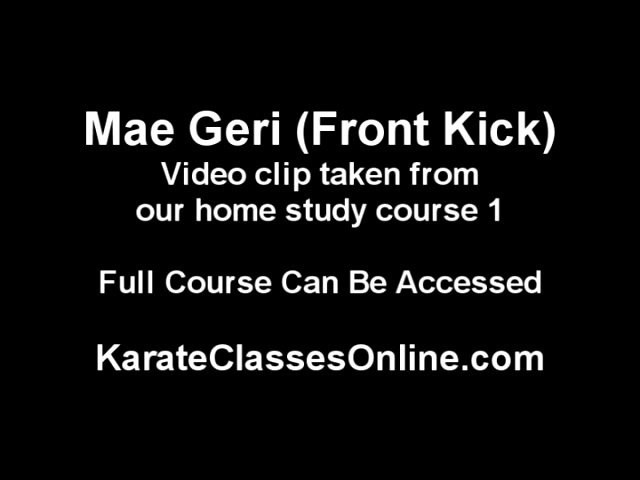 Mae Geri (Front Kick)
Video clip taken from
our home study course 1
Full Course Can Be Accessed
KarateClassesOnline.com